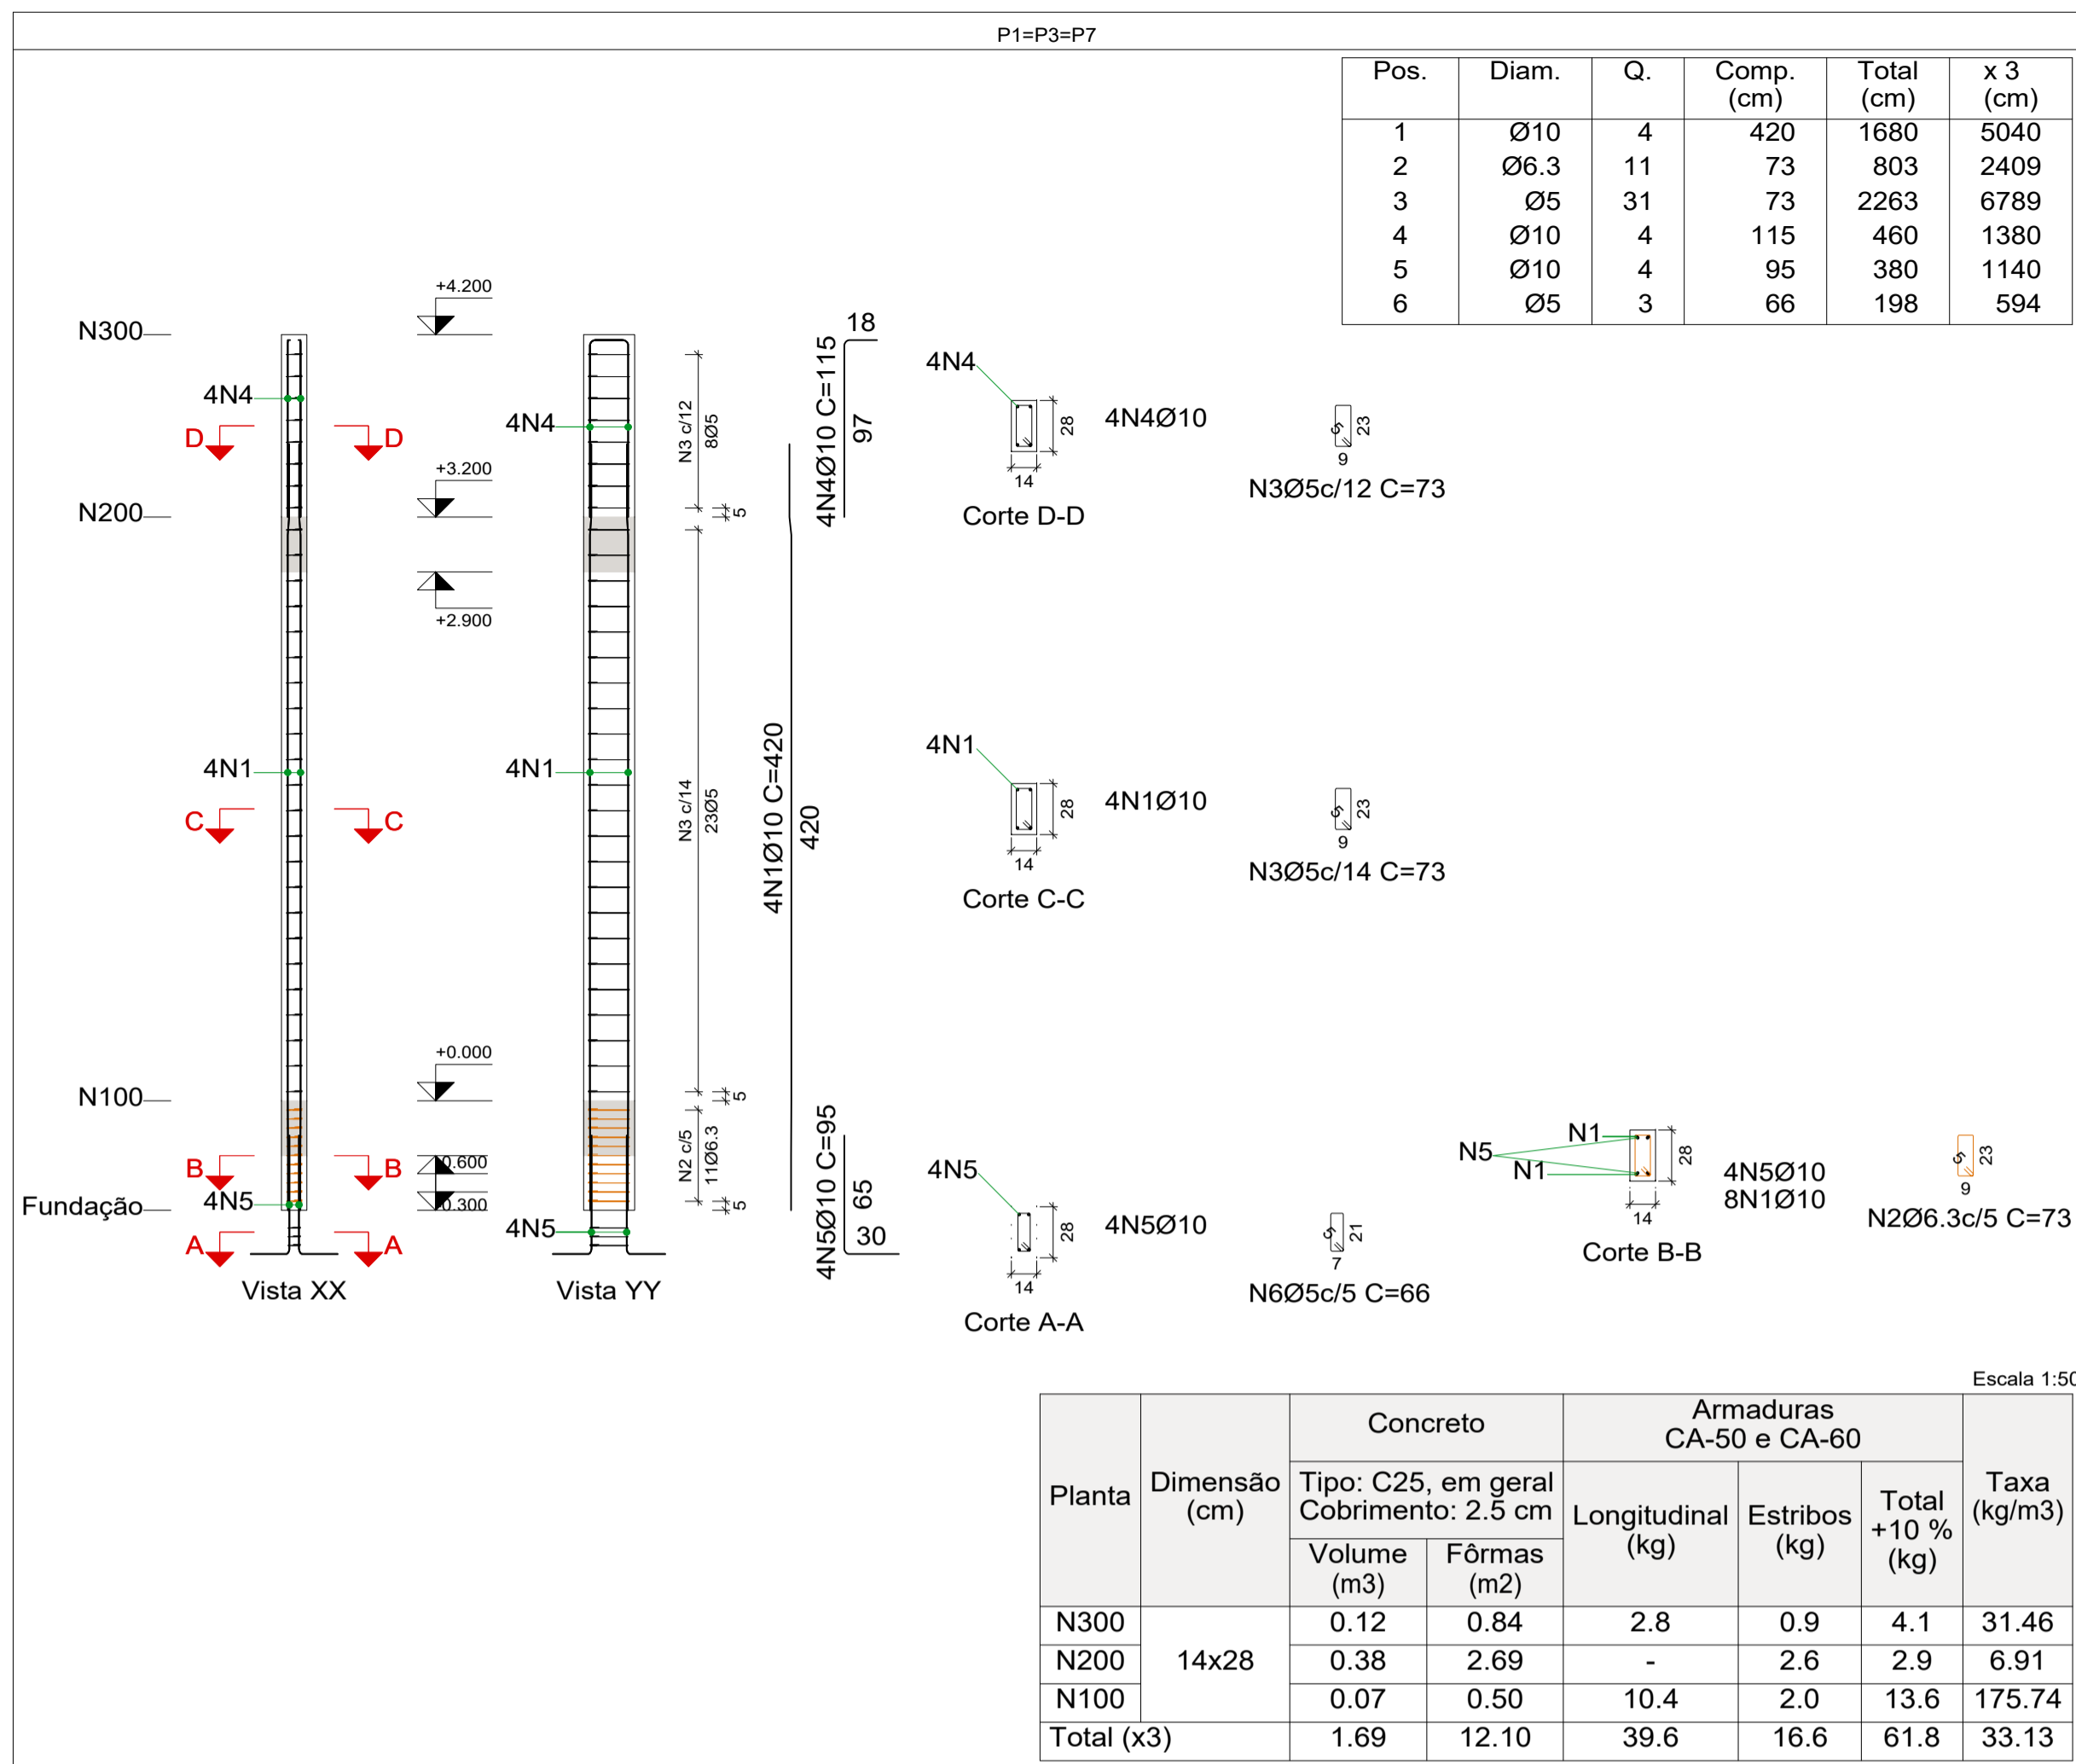 P1=P3=P7
Pos. Diam. Q. Comp. (cm) Total (cm) x 3 (cm)
1 Ø10 4 420 1680 5040
2 Ø6.3 11 73 803 2409
3 Ø5 31 73 2263 6789
4 Ø10 4 115 460 1380
5 Ø10 4 95 380 1140
6 Ø5 3 66 198 594
N300
4N4
D D
N200
4N1
C C
N100
B B
4N5
Fundação
A A
Vista XX
+4.200
+3.200
+2.900
+0.000
0.600
0.300
4N4
4N1
4N5
Vista YY
N3 c/12
8Ø5
5
N3 c/14
23Ø5
5
N2 c/5
11Ø6.3
5
4N1Ø10 C=420
420
18
4N4Ø10 C=115
97
4N5Ø10 C=95
65
30
4N4
28
14
4N4Ø10
Corte D-D
5
23
9
N3Ø5c/12 C=73
4N1
28
14
4N1Ø10
Corte C-C
5
23
9
N3Ø5c/14 C=73
4N5
28
14
4N5Ø10
Corte A-A
5
21
7
N6Ø5c/5 C=66
N1
N5
N1
28
14
4N5Ø10
8N1Ø10
Corte B-B
5
23
9
N2Ø6.3c/5 C=73
Escala 1:50
Planta
Dimensão
(cm)
Concreto
Tipo: C25, em geral
Cobrimento: 2.5 cm
Volume
(m3)
Fôrmas
(m2)
Armaduras
CA-50 e CA-60
Longitudinal
(kg)
Estribos
(kg)
Total
+10 %
(kg)
Taxa
(kg/m3)
N300 0.12 0.84 2.8 0.9 4.1 31.46
N200 14x28 0.38 2.69 - 2.6 2.9 6.91
N100 0.07 0.50 10.4 2.0 13.6 175.74
Total (x3) 1.69 12.10 39.6 16.6 61.8 33.13